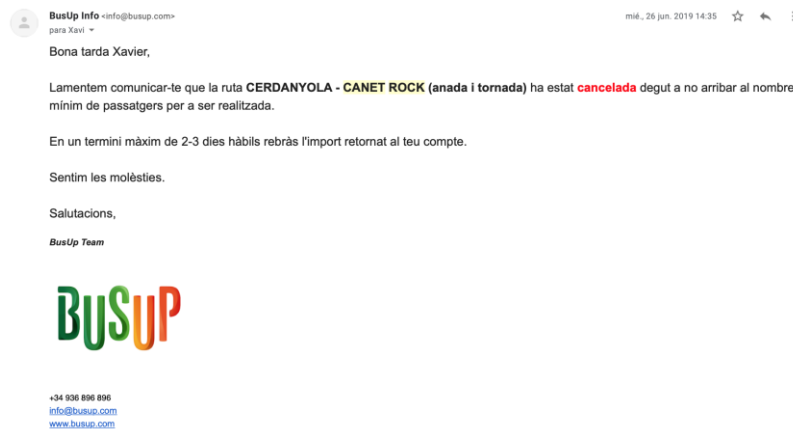 BusUp Info <info@busup.com>
mié., 26 jun. 2019 14:35
para Xavi
Bona tarda Xavier,
Lamentem comunicar-te que la ruta CERDANYOLA - CANET ROCK (anada i tornada) ha estat cancelada degut a no arribar al nombre
mínim de passatgers per a ser realitzada.
En un termini màxim de 2-3 dies hàbils rebràs l'import retornat al teu compte.
Sentim les molèsties.
Salutacions,
BusUp Team
BUSUP
+34 936 896 896
info@busup.com
www.busup.com